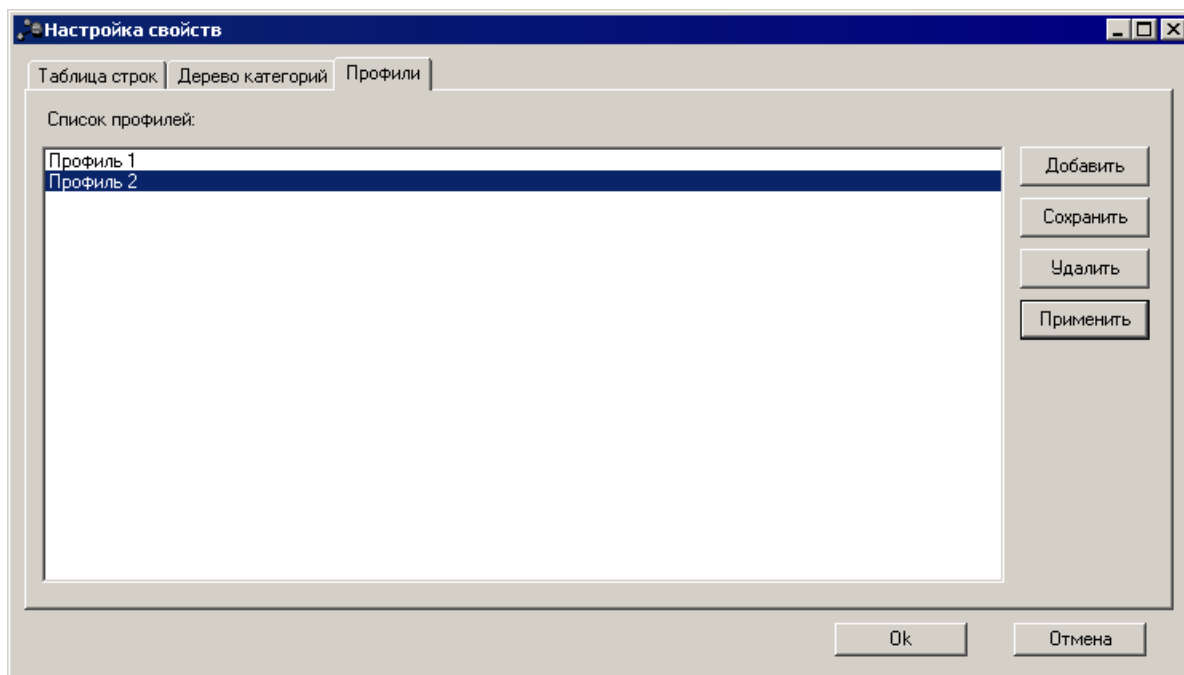 Настройка свойств
Таблица строк Дерево категорий Профили
Список профилей:
Профиль 1
Профиль 2
Добавить
Сохранить
Удалить
Применить
Ok Отмена